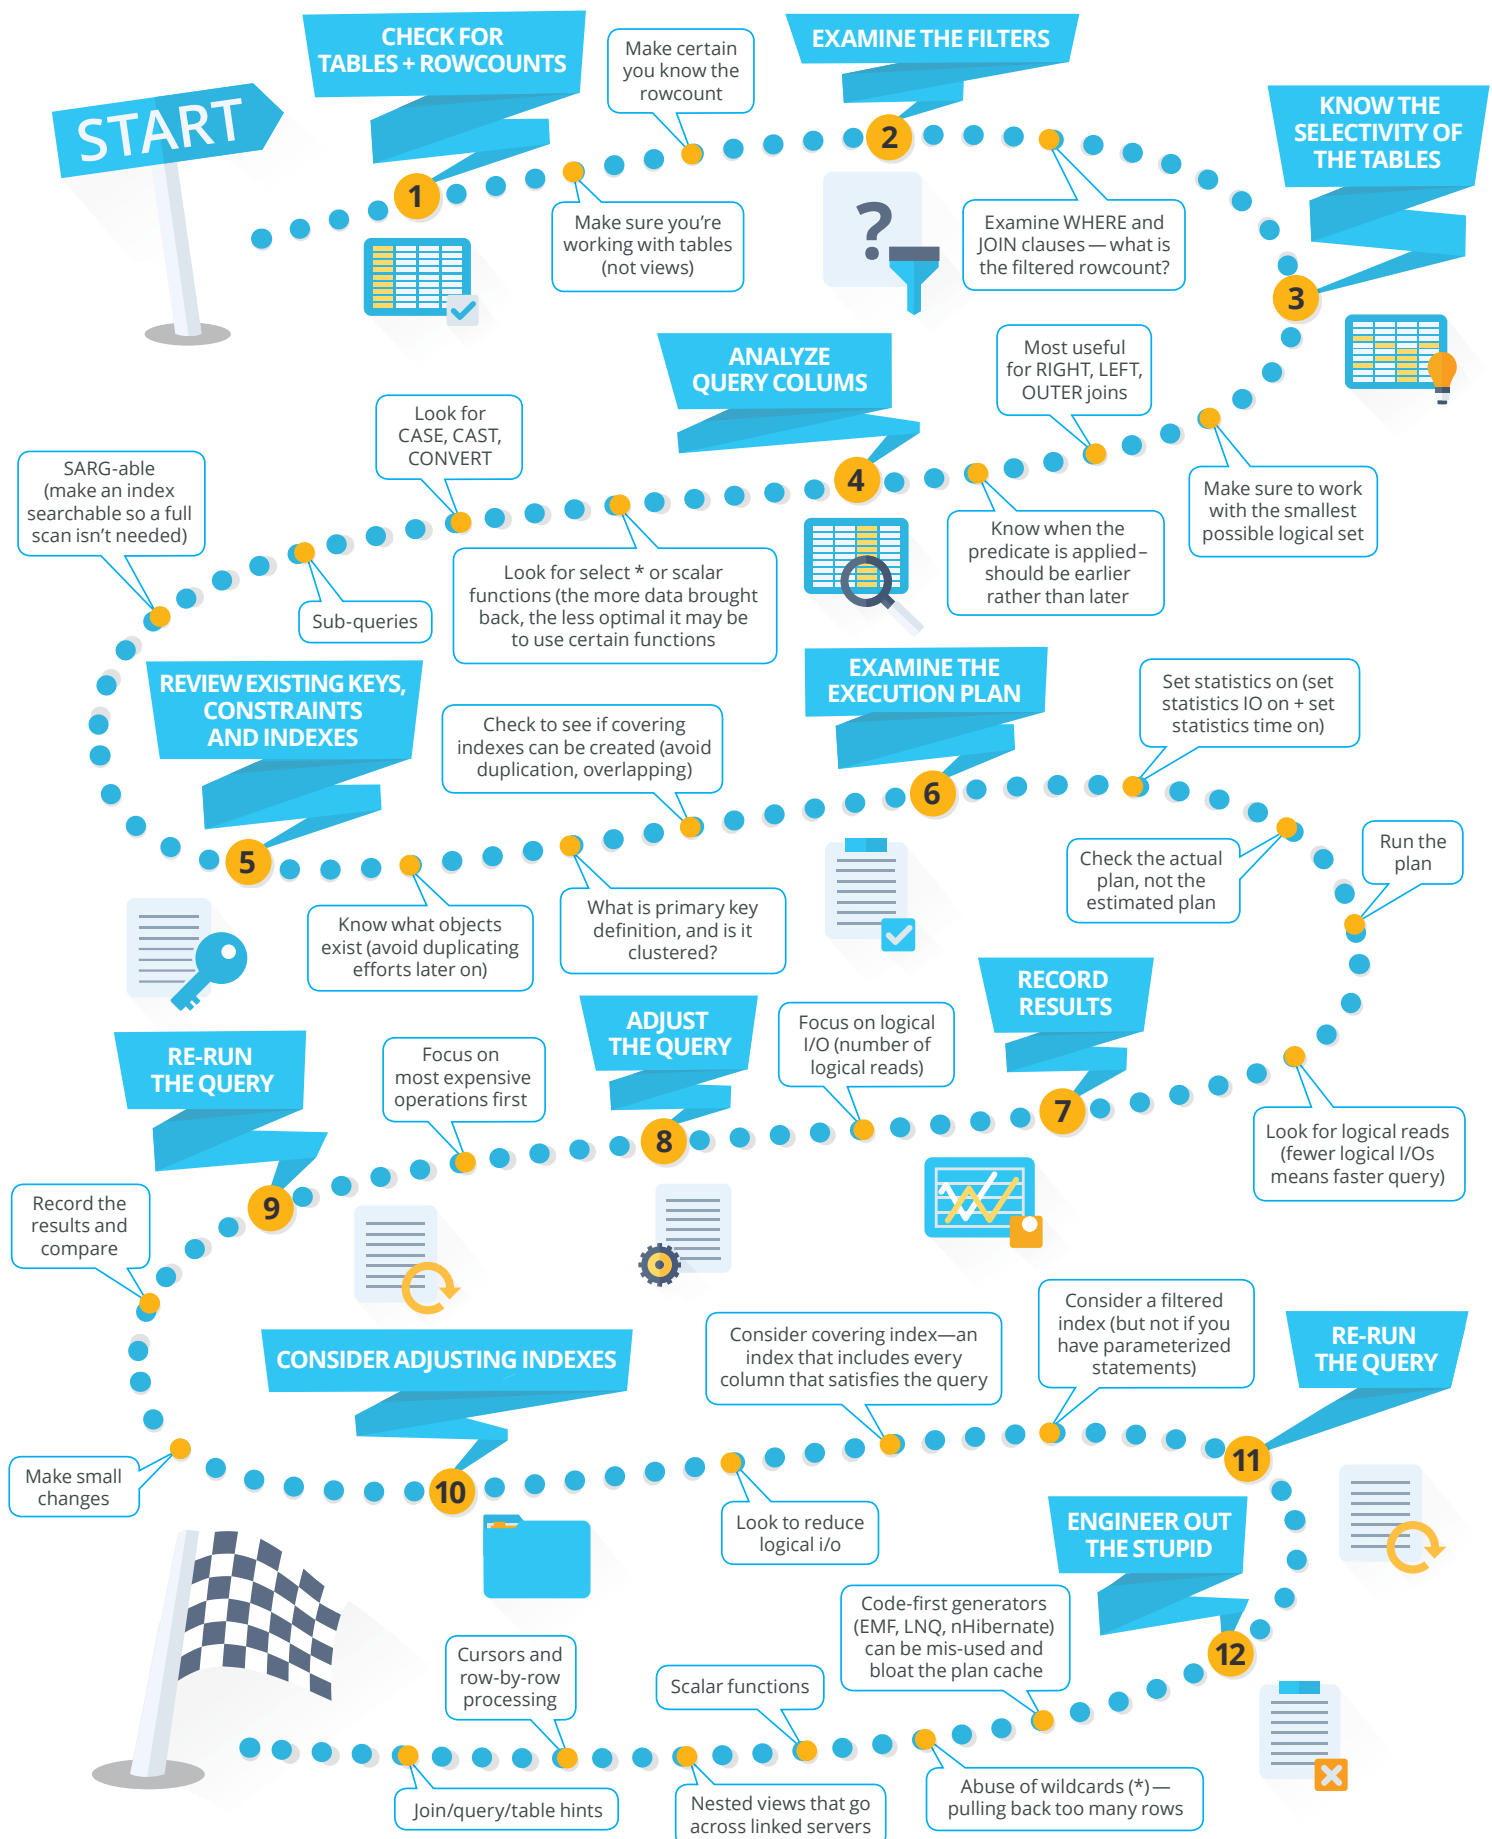 START
CHECK FOR
TABLES + ROWCOUNTS
1
Make sure you’re
working with tables
(not views)
Make certain
you know the
rowcount
EXAMINE THE FILTERS
2
?
Examine WHERE and
JOIN clauses — what is
the filtered rowcount?
KNOW THE
SELECTIVITY OF
THE TABLES
3
Make sure to work
with the smallest
possible logical set
Most useful
for RIGHT, LEFT,
OUTER joins
Know when the
predicate is applied–
should be earlier
rather than later
ANALYZE
QUERY COLUMS
4
Look for select * or scalar
functions (the more data brought
back, the less optimal it may be
to use certain functions
Look for
CASE, CAST,
CONVERT
Sub-queries
SARG-able
(make an index
searchable so a full
scan isn’t needed)
REVIEW EXISTING KEYS,
CONSTRAINTS
AND INDEXES
5
Know what objects
exist (avoid duplicating
efforts later on)
What is primary key
definition, and is it
clustered?
Check to see if covering
indexes can be created (avoid
duplication, overlapping)
EXAMINE THE
EXECUTION PLAN
6
Set statistics on (set
statistics IO on + set
statistics time on)
Check the actual
plan, not the
estimated plan
Run the
plan
Look for logical reads
(fewer logical I/Os
means faster query)
RECORD
RESULTS
7
Focus on logical
I/O (number of
logical reads)
ADJUST
THE QUERY
8
Focus on
most expensive
operations first
RE-RUN
THE QUERY
9
Record the
results and
compare
Make small
changes
CONSIDER ADJUSTING INDEXES
10
Look to reduce
logical i/o
Consider covering index—an
index that includes every
column that satisfies the query
Consider a filtered
index (but not if you
have parameterized
statements)
RE-RUN
THE QUERY
11
ENGINEER OUT
THE STUPID
12
Code-first generators
(EMF, LNQ, nHibernate)
can be mis-used and
bloat the plan cache
Abuse of wildcards (*) —
pulling back too many rows
Scalar functions
Nested views that go
across linked servers
Cursors and
row-by-row
processing
Join/query/table hints